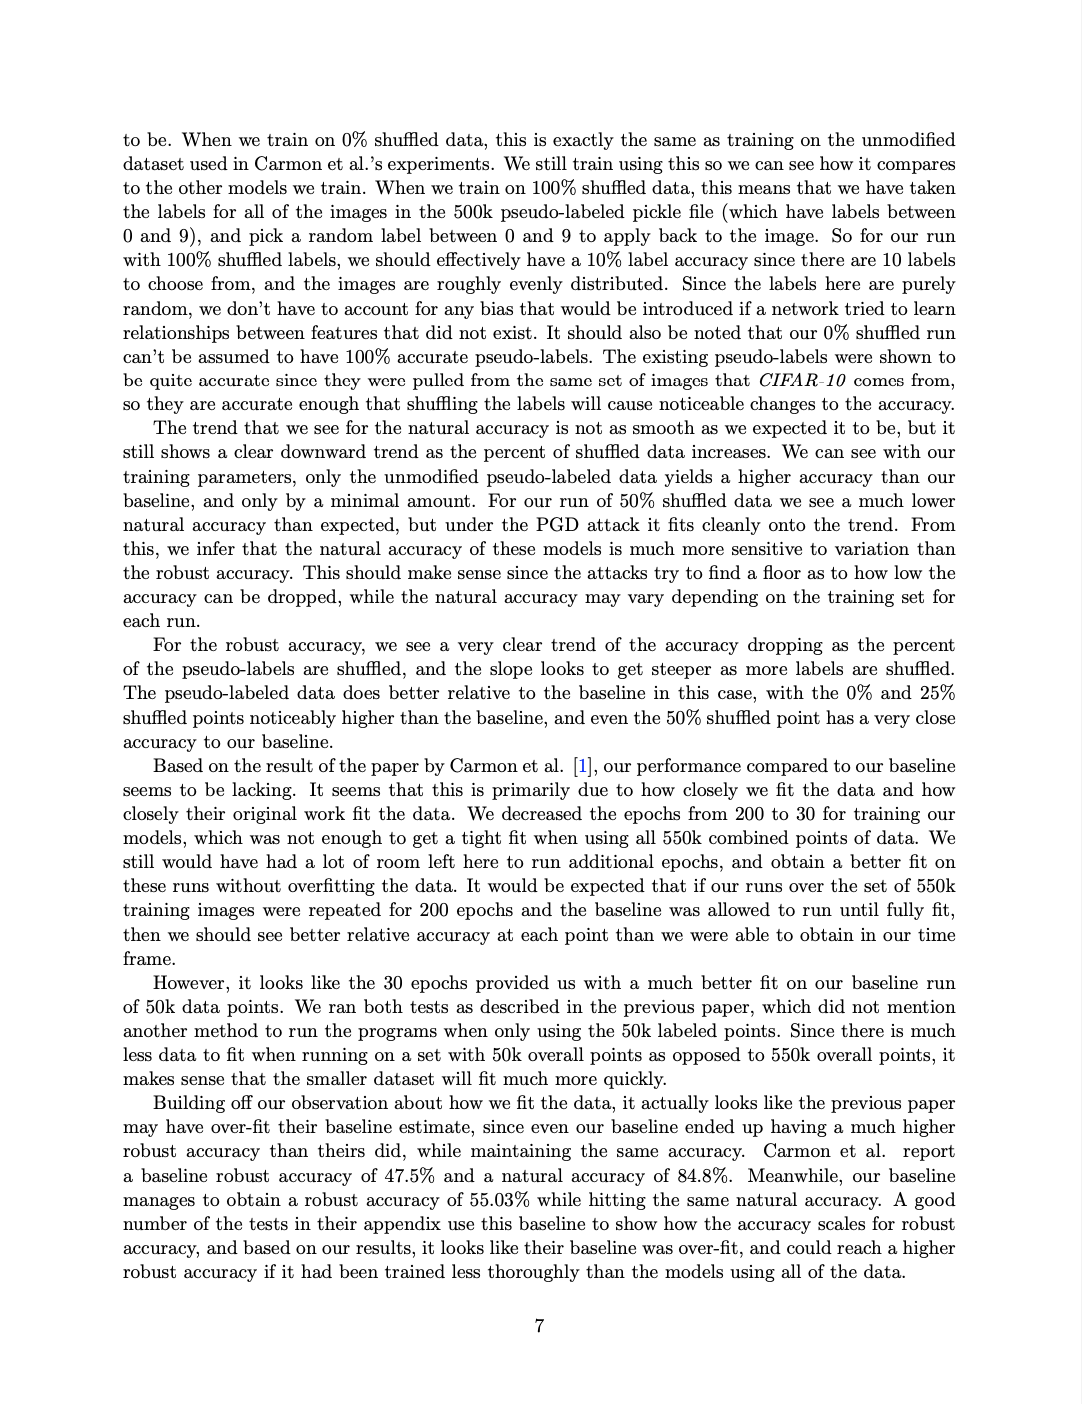 to be. When we train on 0% shuffled data, this is exactly the same as training on the unmodified
dataset used in Carmon et al.'s experiments. We still train using this so we can see how it compares
to the other models we train. When we train on 100% shuffled data, this means that we have taken
the labels for all of the images in the 500k pseudo-labeled pickle file (which have labels between
0 and 9), and pick a random label between 0 and 9 to apply back to the image. So for our run
with 100% shuffled labels, we should effectively have a 10% label accuracy since there are 10 labels
to choose from, and the images are roughly evenly distributed. Since the labels here are purely
random, we don't have to account for any bias that would be introduced if a network tried to learn
relationships between features that did not exist. It should also be noted that our 0% shuffled run
can't be assumed to have 100% accurate pseudo-labels. The existing pseudo-labels were shown to
be quite accurate since they were pulled from the same set of images that CIFAR-10 comes from,
so they are accurate enough that shuffling the labels will cause noticeable changes to the accuracy.
The trend that we see for the natural accuracy is not as smooth as we expected it to be, but it
still shows a clear downward trend as the percent of shuffled data increases. We can see with our
training parameters, only the unmodified pseudo-labeled data yields a higher accuracy than our
baseline, and only by a minimal amount. For our run of 50% shuffled data we see a much lower
natural accuracy than expected, but under the PGD attack it fits cleanly onto the trend. From
this, we infer that the natural accuracy of these models is much more sensitive to variation than
the robust accuracy. This should make sense since the attacks try to find a floor as to how low the
accuracy can be dropped, while the natural accuracy may vary depending on the training set for
each run.
For the robust accuracy, we see a very clear trend of the accuracy dropping as the percent
of the pseudo-labels are shuffled, and the slope looks to get steeper as more labels are shuffled.
The pseudo-labeled data does better relative to the baseline in this case, with the 0% and 25%
shuffled points noticeably higher than the baseline, and even the 50% shuffled point has a very close
accuracy to our baseline.
Based on the result of the paper by Carmon et al. [1], our performance compared to our baseline
seems to be lacking. It seems that this is primarily due to how closely we fit the data and how
closely their original work fit the data. We decreased the epochs from 200 to 30 for training our
models, which was not enough to get a tight fit when using all 550k combined points of data. We
still would have had a lot of room left here to run additional epochs, and obtain a better fit on
these runs without overfitting the data. It would be expected that if our runs over the set of 550k
training images were repeated for 200 epochs and the baseline was allowed to run until fully fit,
then we should see better relative accuracy at each point than we were able to obtain in our time
frame.
However, it looks like the 30 epochs provided us with a much better fit on our baseline run
of 50k data points. We ran both tests as described in the previous paper, which did not mention
another method to run the programs when only using the 50k labeled points. Since there is much
less data to fit when running on a set with 50k overall points as opposed to 550k overall points, it
makes sense that the smaller dataset will fit much more quickly.
Building off our observation about how we fit the data, it actually looks like the previous paper
may have over-fit their baseline estimate, since even our baseline ended up having a much higher
robust accuracy than theirs did, while maintaining the same accuracy. Carmon et al. report
a baseline robust accuracy of 47.5% and a natural accuracy of 84.8%. Meanwhile, our baseline
manages to obtain a robust accuracy of 55.03% while hitting the same natural accuracy. A good
number of the tests in their appendix use this baseline to show how the accuracy scales for robust
accuracy, and based on our results, it looks like their baseline was over-fit, and could reach a higher
robust accuracy if it had been trained less thoroughly than the models using all of the data.
7